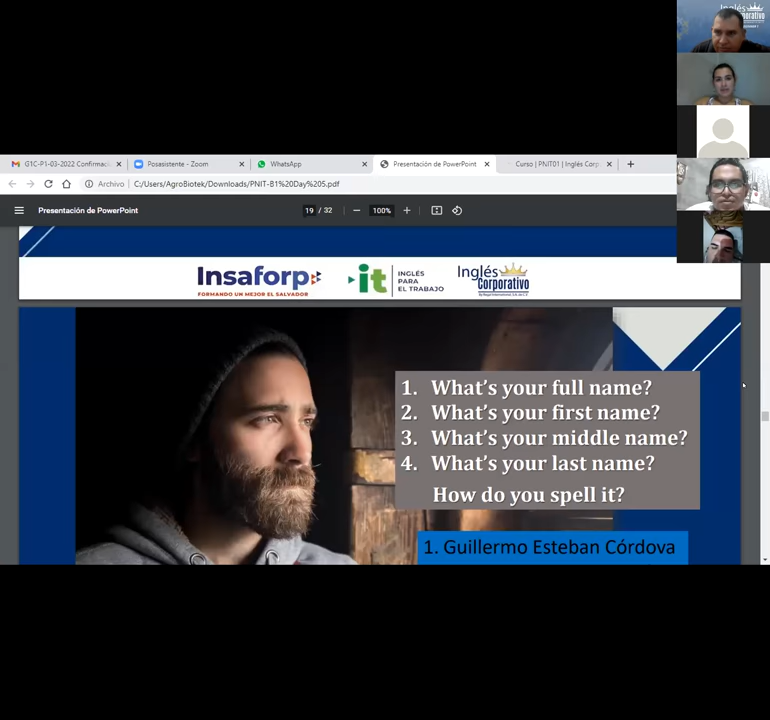 Inglés
Corporativo
G1C-P1-03-2022 Confirmac
Posasistente - Zoom
WhatsApp
Presentación de PowerPoint
Curso | PNIT01 | Inglés Corp
Archivo
C:/Users/AgroBiotek/Downloads/PNIT-B1%20Day%205.pdf
Presentación de PowerPoint
19 / 32
100%
Insaforp
FORMANDO UN MEJOR EL SALVADOR
it
INGLÉS
PARA
EL TRABAJO
Inglés
Corporativo
1. What's your full name?
2. What's your first name?
3. What's your middle name?
4. What's your last name?
How do you spell it?
1. Guillermo Esteban Córdova